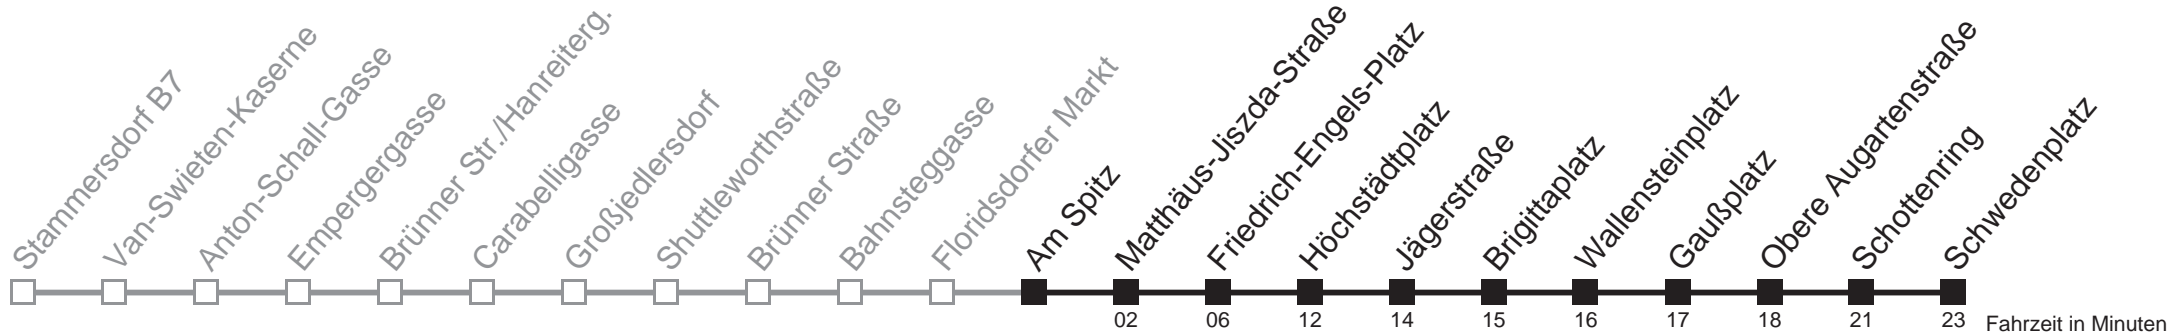 Stammersdorf B7
Van-Swieten-Kaserne
Anton-Schall-Gasse
Empergergasse
Brünner Str./Hanreiterg.
Carabelligasse
Großjedlersdorf
Shuttleworthstraße
Brünner Straße
Bahnsteggasse
Floridsdorfer Markt
Am Spitz
Matthäus-Jiszda-Straße
Friedrich-Engels-Platz
Höchstädtplatz
Jägerstraße
Brigittaplatz
Wallensteinplatz
Gaußplatz
Obere Augartenstraße
Schottenring
Schwedenplatz
02 06 12 14 15 16 17 18 21 23 Fahrzeit in Minuten